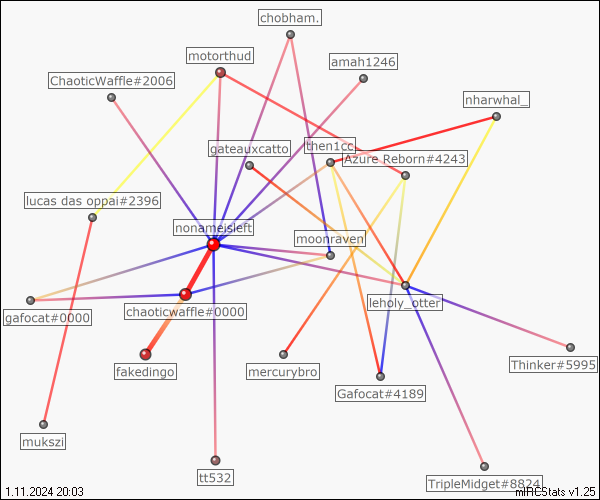 chobham.
motorthud
amah1246
ChaoticWaffle#2006
nharwhal_
gateauxcatto
then1cc
Azure Reborn#4243
lucas das oppai#2396
nonameisleft
moonraven
leholy_otter
chaoticwaffle#0000
gafocat#0000
fakedingo
mercurybro
Thinker#5995
Gafocat#4189
mukszi
tt532
TripleMidget#8824
1.11.2024 20:03
mIRCStats v1.25